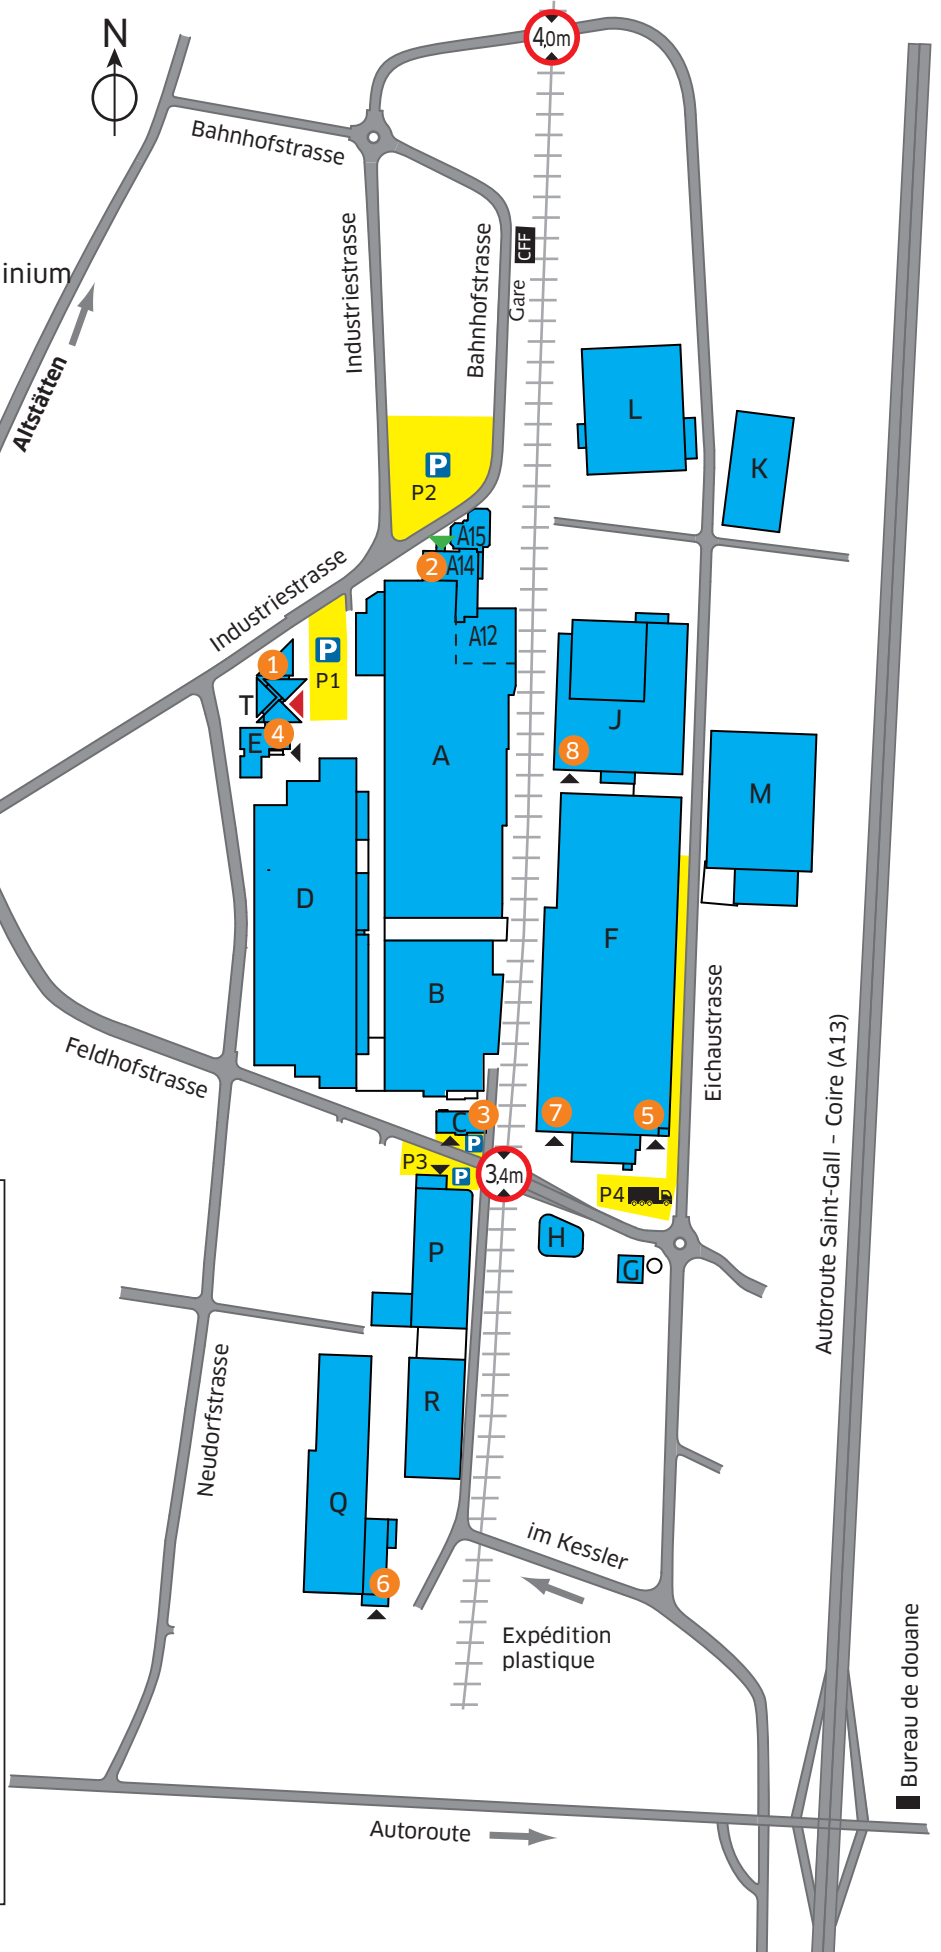 N
4,0m
Bahnhofstrasse
Industriestrasse
Bahnhofstrasse
CFF
Gare
inium
Altstätten
L
K
P
P2
A15
2
A14
Industriestrasse
A12
P
P1
1
T
4
E
J
8
A
M
D
F
B
Eichaustrasse
Feldhofstrasse
Autoroute Saint-Gall – Coire (A13)
C
3
7
5
P
P3
P
3,4m
P4
H
G
P
R
Neudorfstrasse
Q
6
im Kessler
Expédition
plastique
Bureau de douane
Autoroute